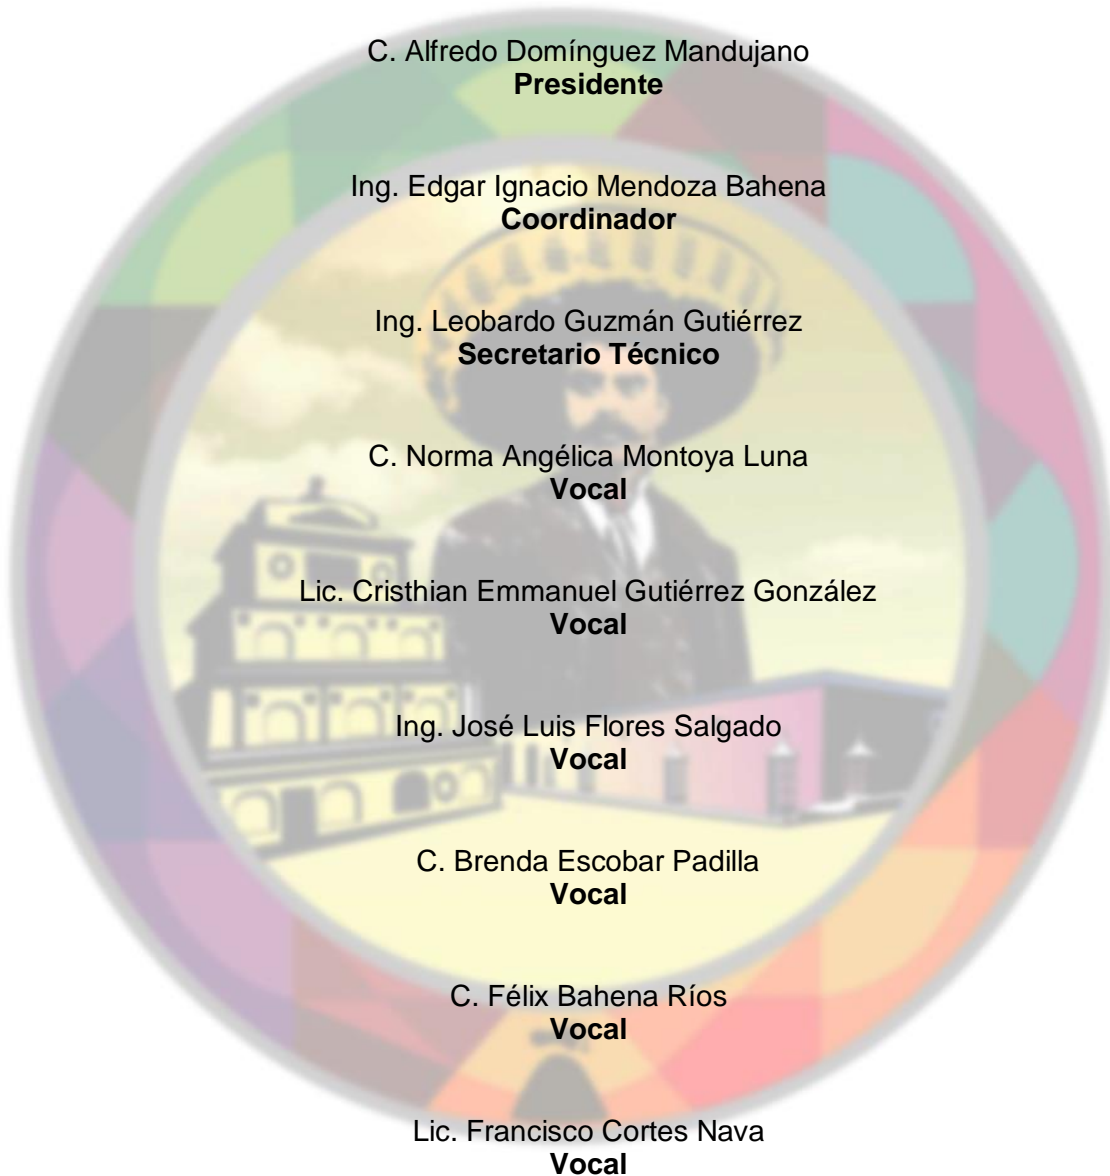 C. Alfredo Domínguez Mandujano
Presidente
Ing. Edgar Ignacio Mendoza Bahena
Coordinador
Ing. Leobardo Guzmán Gutiérrez
Secretario Técnico
C. Norma Angélica Montoya Luna
Vocal
Lic. Cristhian Emmanuel Gutiérrez González
Vocal
Ing. José Luis Flores Salgado
Vocal
C. Brenda Escobar Padilla
Vocal
C. Félix Bahena Ríos
Vocal
Lic. Francisco Cortes Nava
Vocal